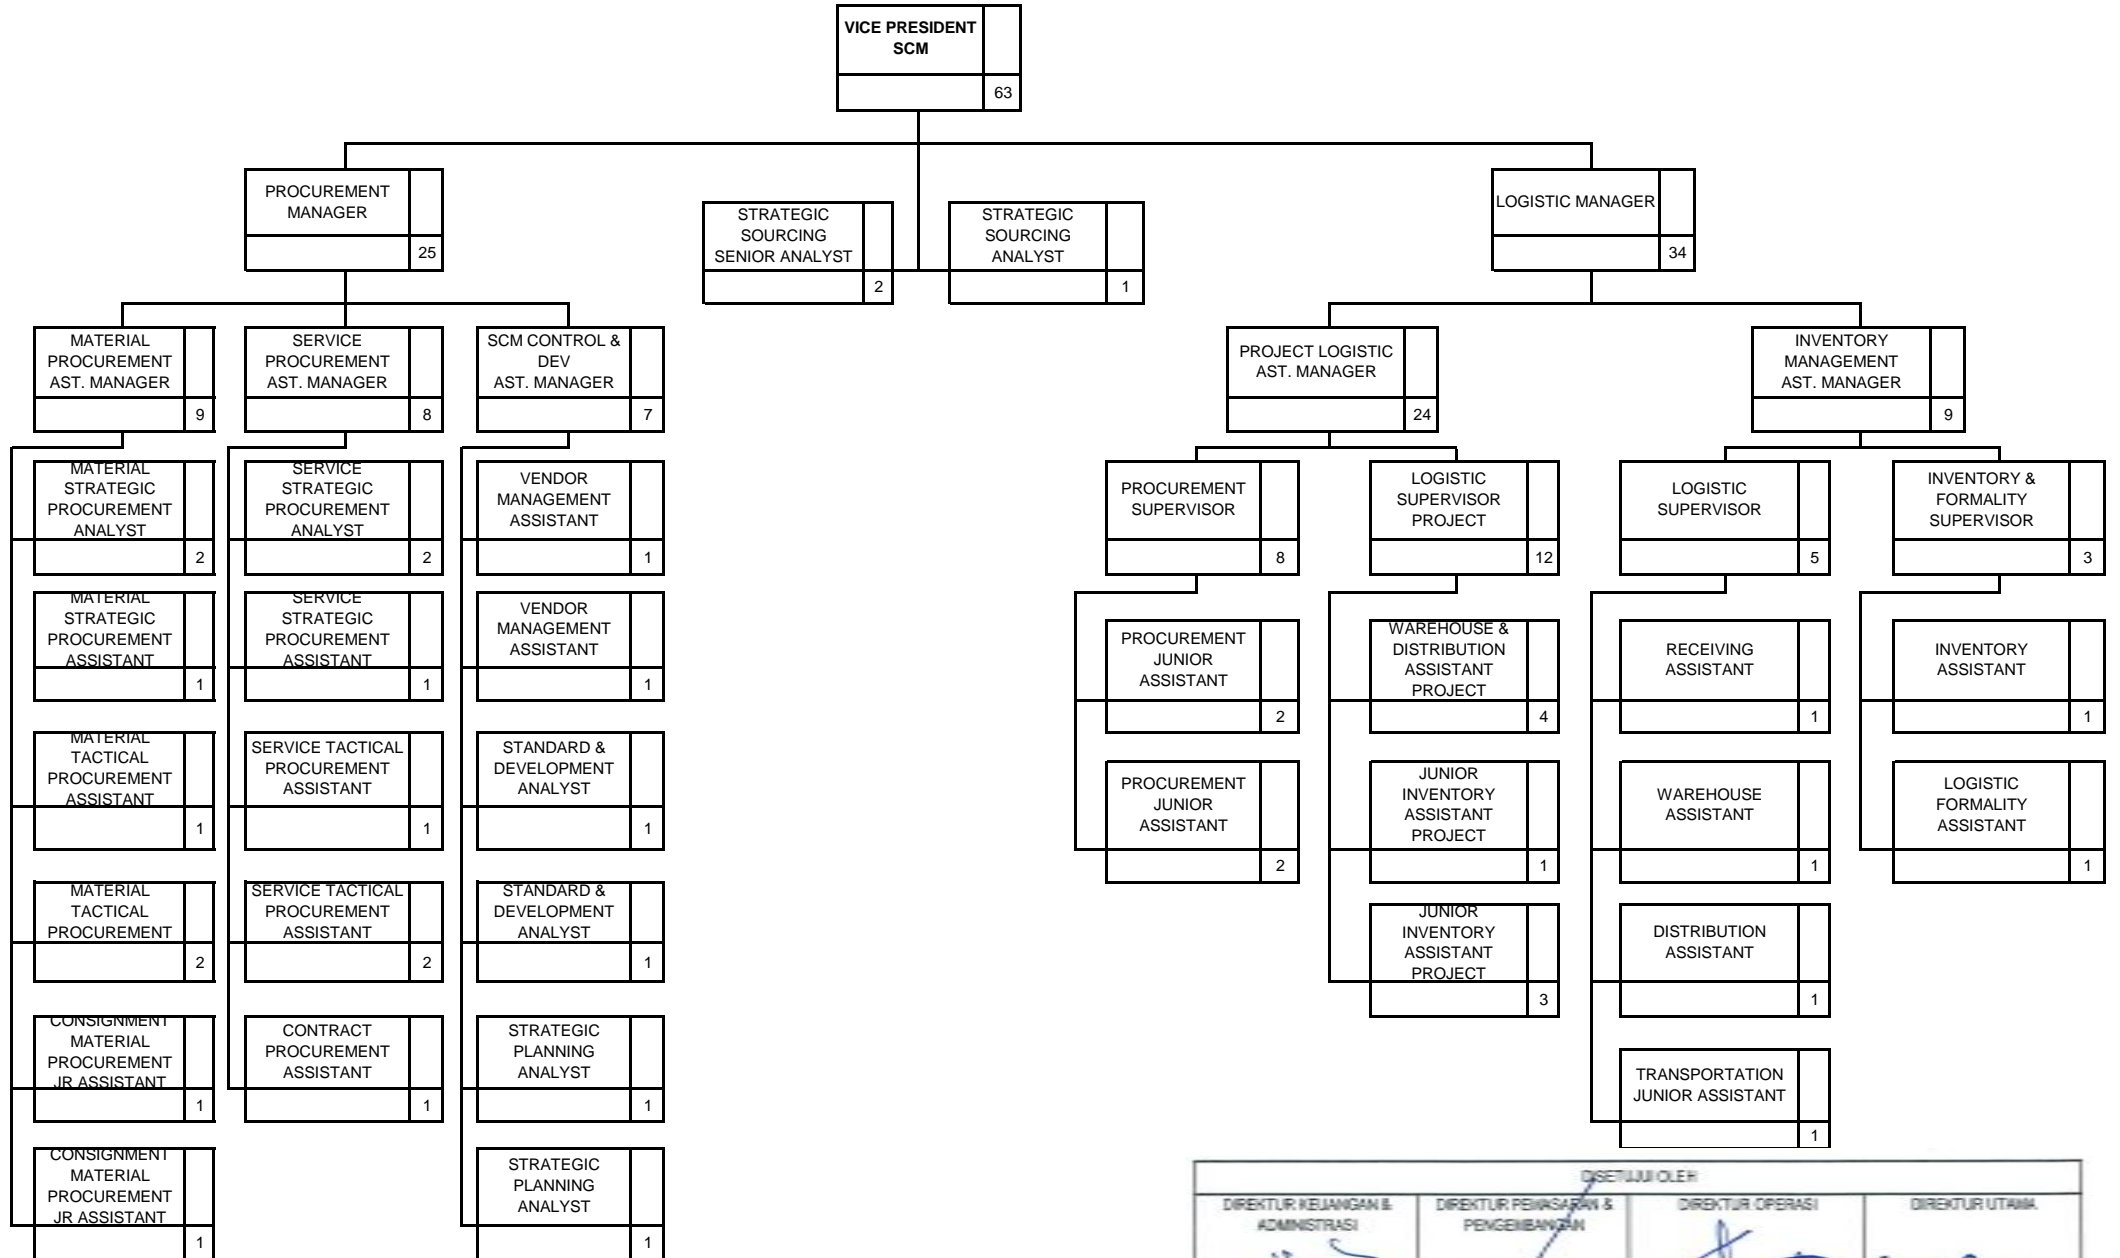 VICE PRESIDENT
SCM
63
PROCUREMENT
MANAGER
25
STRATEGIC
SOURCING
SENIOR ANALYST
2
STRATEGIC
SOURCING
ANALYST
1
LOGISTIC MANAGER
34
MATERIAL
PROCUREMENT
AST. MANAGER
9
SERVICE
PROCUREMENT
AST. MANAGER
8
SCM CONTROL &
DEV
AST. MANAGER
7
PROJECT LOGISTIC
AST. MANAGER
24
INVENTORY
MANAGEMENT
AST. MANAGER
9
MATERIAL
STRATEGIC
PROCUREMENT
ANALYST
2
SERVICE
STRATEGIC
PROCUREMENT
ANALYST
2
VENDOR
MANAGEMENT
ASSISTANT
1
PROCUREMENT
SUPERVISOR
8
LOGISTIC
SUPERVISOR
PROJECT
12
LOGISTIC
SUPERVISOR
5
INVENTORY &
FORMALITY
SUPERVISOR
3
MATERIAL
STRATEGIC
PROCUREMENT
ASSISTANT
1
SERVICE
STRATEGIC
PROCUREMENT
ASSISTANT
1
VENDOR
MANAGEMENT
ASSISTANT
1
PROCUREMENT
JUNIOR
ASSISTANT
2
WAREHOUSE &
DISTRIBUTION
ASSISTANT
PROJECT
4
RECEIVING
ASSISTANT
1
INVENTORY
ASSISTANT
1
MATERIAL
TACTICAL
PROCUREMENT
ASSISTANT
1
SERVICE TACTICAL
PROCUREMENT
ASSISTANT
1
STANDARD &
DEVELOPMENT
ANALYST
1
PROCUREMENT
JUNIOR
ASSISTANT
2
JUNIOR
INVENTORY
ASSISTANT
PROJECT
1
WAREHOUSE
ASSISTANT
1
LOGISTIC
FORMALITY
ASSISTANT
1
MATERIAL
TACTICAL
PROCUREMENT
2
SERVICE TACTICAL
PROCUREMENT
ASSISTANT
2
STANDARD &
DEVELOPMENT
ANALYST
1
JUNIOR
INVENTORY
ASSISTANT
PROJECT
3
DISTRIBUTION
ASSISTANT
1
CONSIGNMENT
MATERIAL
PROCUREMENT
JR ASSISTANT
1
CONTRACT
PROCUREMENT
ASSISTANT
1
STRATEGIC
PLANNING
ANALYST
1
TRANSPORTATION
JUNIOR ASSISTANT
1
CONSIGNMENT
MATERIAL
PROCUREMENT
JR ASSISTANT
1
STRATEGIC
PLANNING
ANALYST
1
DISETUJUI OLEH
DIREKTUR KEUANGAN &
ADMINISTRASI
DIREKTUR PEMASARAN &
PENGEMBANGAN
DIREKTUR OPERASI
DIREKTUR UTAMA